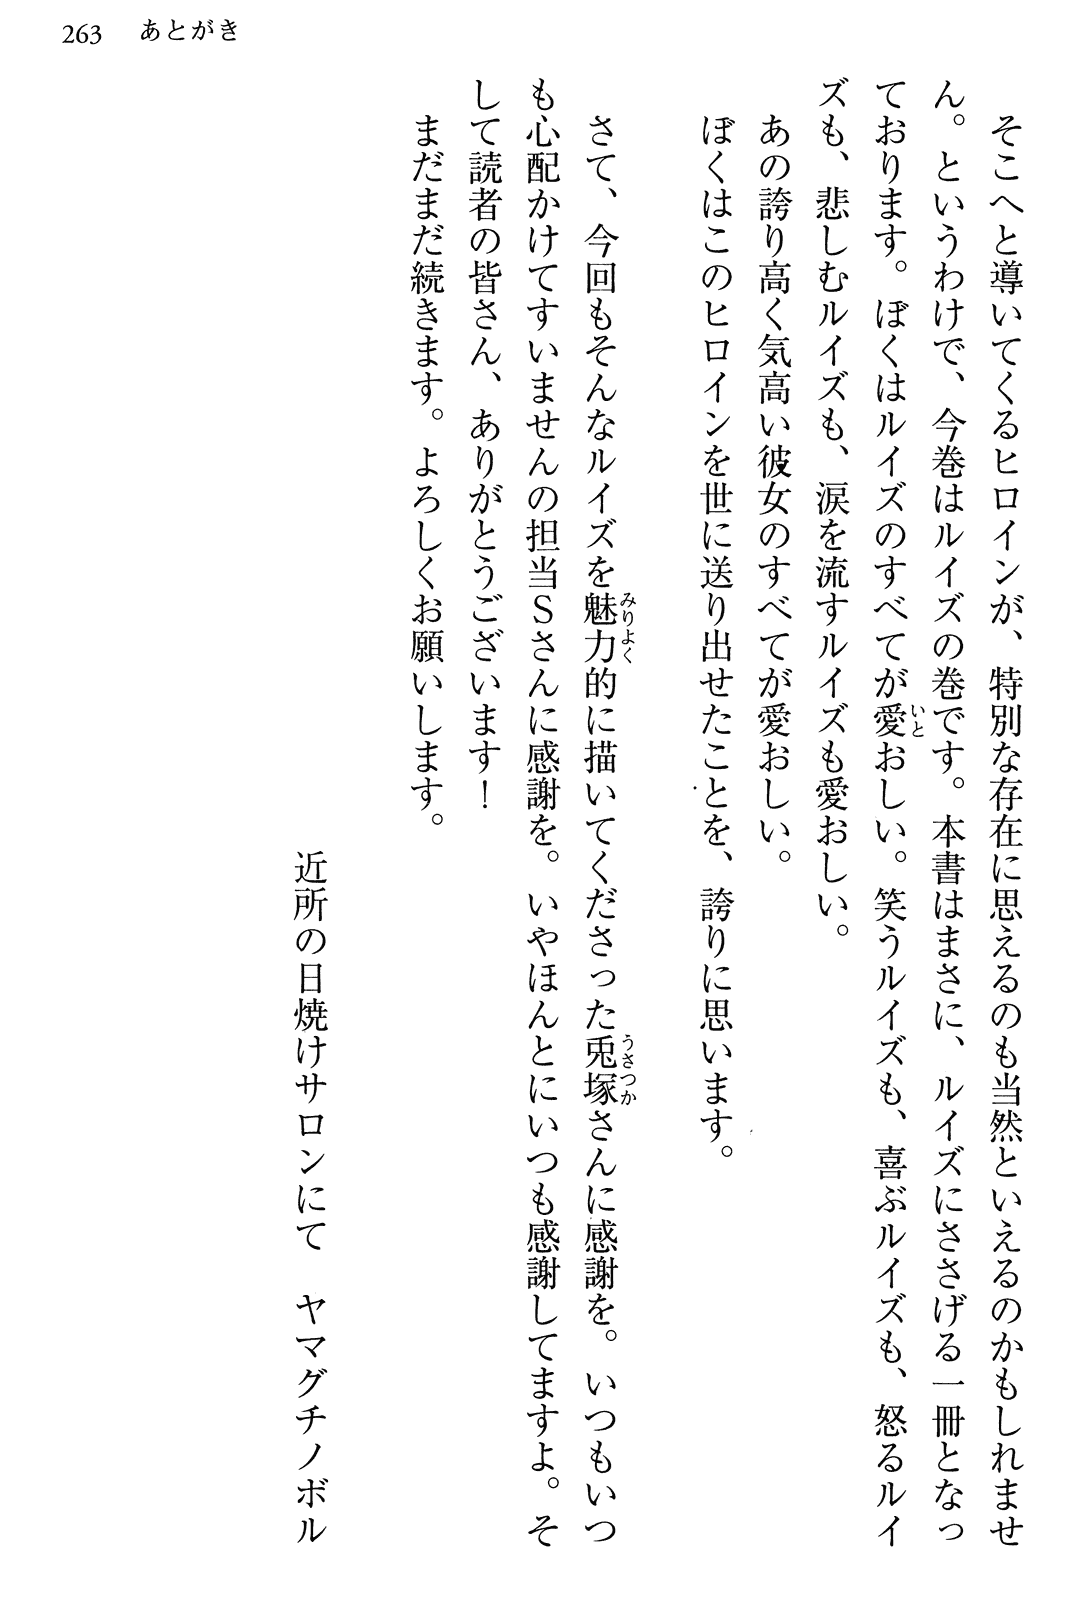 263 あとがき
そこへと導いてくるヒロインが、特別な存在に思えるのも当然といえるのかもしれませ
ん。というわけで、今巻はルイズの巻です。本書はまさに、ルイズにささげる一冊となっ
ております。ぼくはルイズのすべてが愛おしい。笑うルイズも、喜ぶルイズも、怒るルイ
いと
ズも、悲しむルイズも、涙を流すルイズも愛おしい。
あの誇り高く気高い彼女のすべてが愛おしい。
ぼくはこのヒロインを世に送り出せたことを、誇りに思います。
さて、今回もそんなルイズを魅力的に描いてくださった兎塚さんに感謝を。いつもいつ
みりよく
うさつか
も心配かけてすいませんの担当Ｓさんに感謝を。いやほんとにいつも感謝してますよ。そ
して読者の皆さん、ありがとうございます！
まだまだ続きます。よろしくお願いします。
近所の日焼けサロンにて　ヤマグチノボル